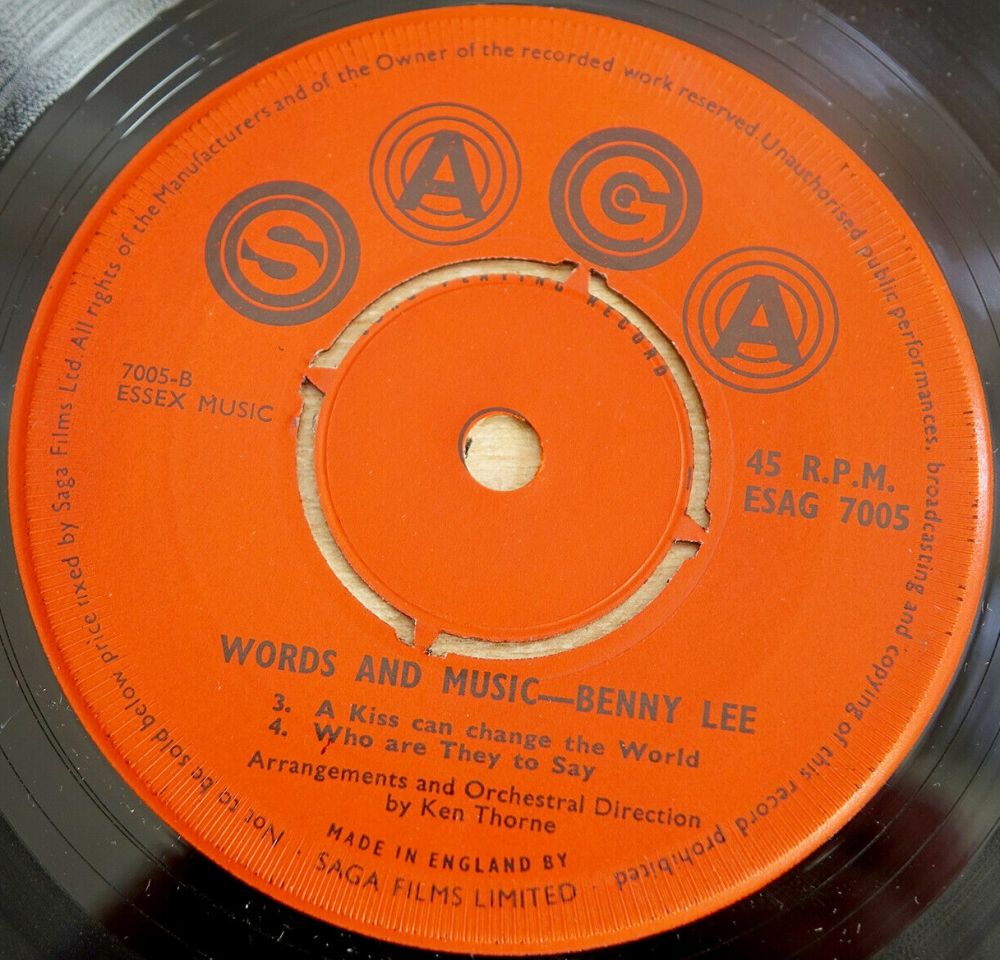 Not to be sold below price fixed by Saga Films Ltd. All rights of the Manufacturers and of the Owner of the recorded work reserved. Unauthorised public performances, broadcasting and copying of this record prohibited
SAGA
PLAYING RECORD
7005-B
ESSEX MUSIC
45 R.P.M.
ESAG 7005
WORDS AND MUSIC—BENNY LEE
3. A Kiss can change the World
4. Who are They to Say
Arrangements and Orchestral Direction
by Ken Thorne
MADE IN ENGLAND BY
SAGA FILMS LIMITED